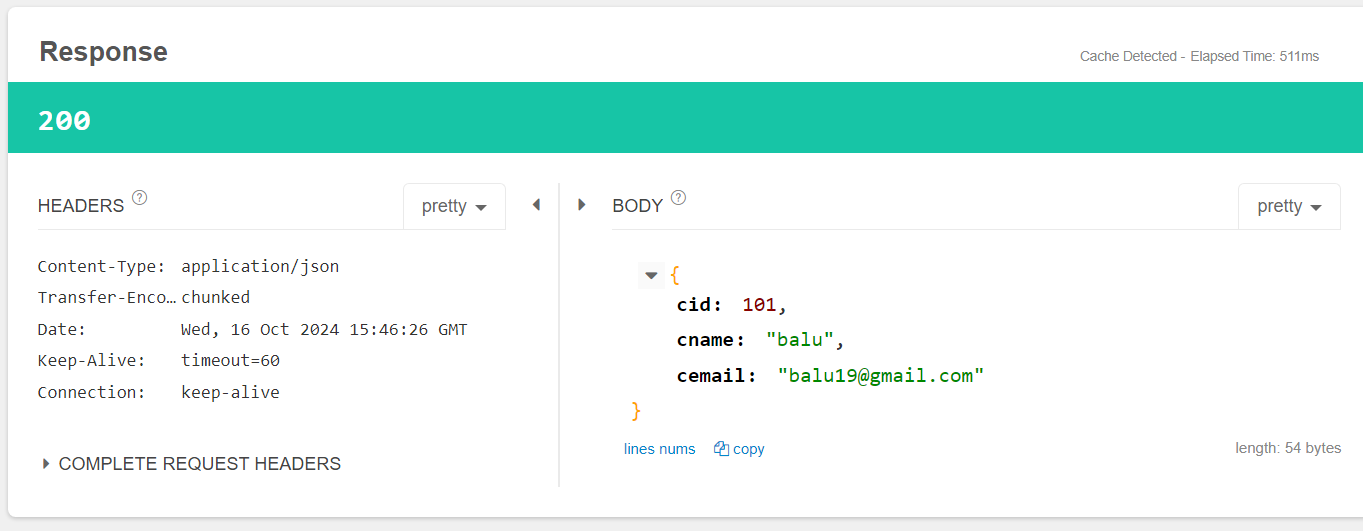 Response
Cache Detected - Elapsed Time: 511ms
200
HEADERS ?
pretty
Content-Type: application/json
Transfer-Enco… chunked
Date: Wed, 16 Oct 2024 15:46:26 GMT
Keep-Alive: timeout=60
Connection: keep-alive
COMPLETE REQUEST HEADERS
BODY ?
pretty
{
cid: 101,
cname: "balu",
cemail: "balu19@gmail.com"
}
lines nums copy
length: 54 bytes